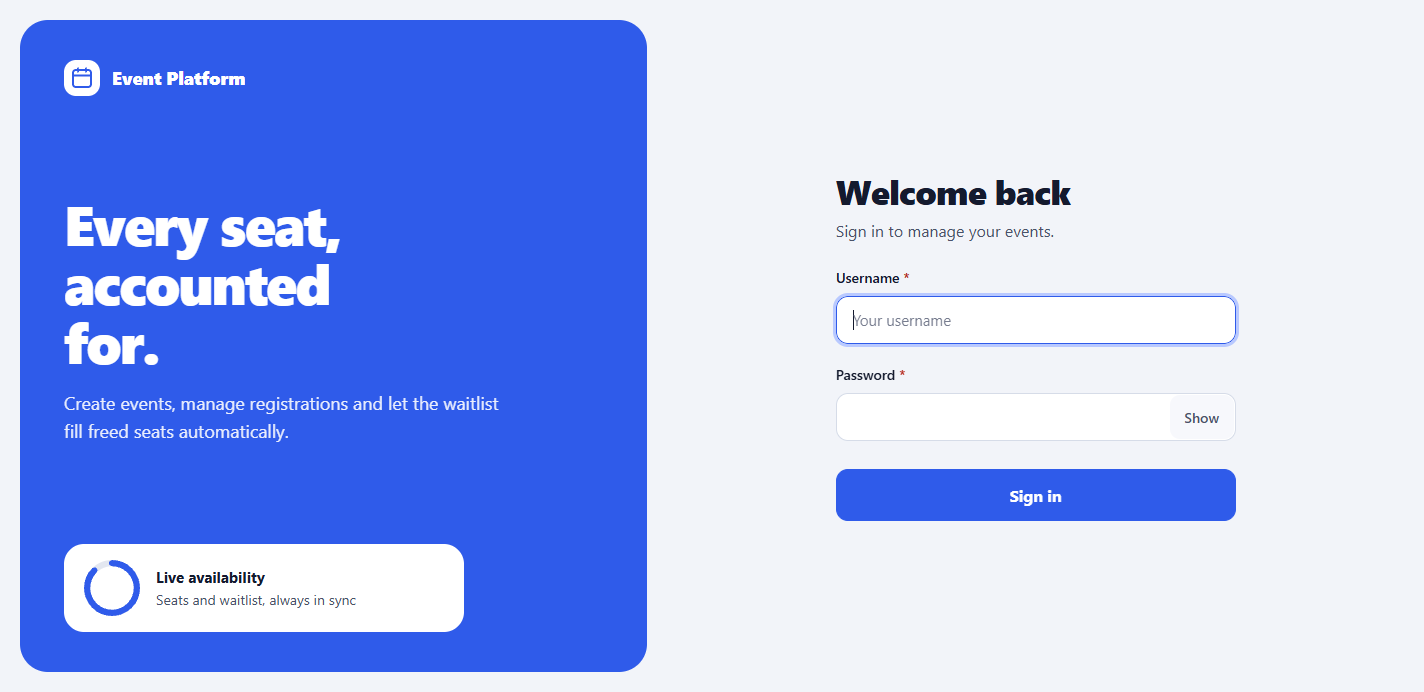 Event Platform
Every seat,
accounted
for.
Create events, manage registrations and let the waitlist
fill freed seats automatically.
Live availability
Seats and waitlist, always in sync
Welcome back
Sign in to manage your events.
Username *
Your username
Password *
Show
Sign in